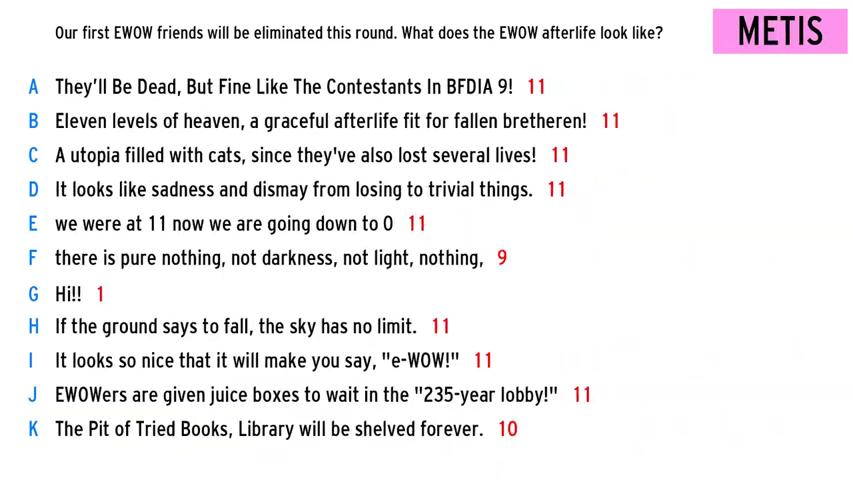 Our first EWOW friends will be eliminated this round. What does the EWOW afterlife look like?
METIS
A They'll Be Dead, But Fine Like The Contestants In BFDIA 9! 11
B Eleven levels of heaven, a graceful afterlife fit for fallen bretheren! 11
C A utopia filled with cats, since they've also lost several lives! 11
D It looks like sadness and dismay from losing to trivial things. 11
E we were at 11 now we are going down to 0 11
F there is pure nothing, not darkness, not light, nothing, 9
G Hi!! 1
H If the ground says to fall, the sky has no limit. 11
I It looks so nice that it will make you say, "e-WOW!" 11
J EWOWers are given juice boxes to wait in the "235-year lobby!" 11
K The Pit of Tried Books, Library will be shelved forever. 10